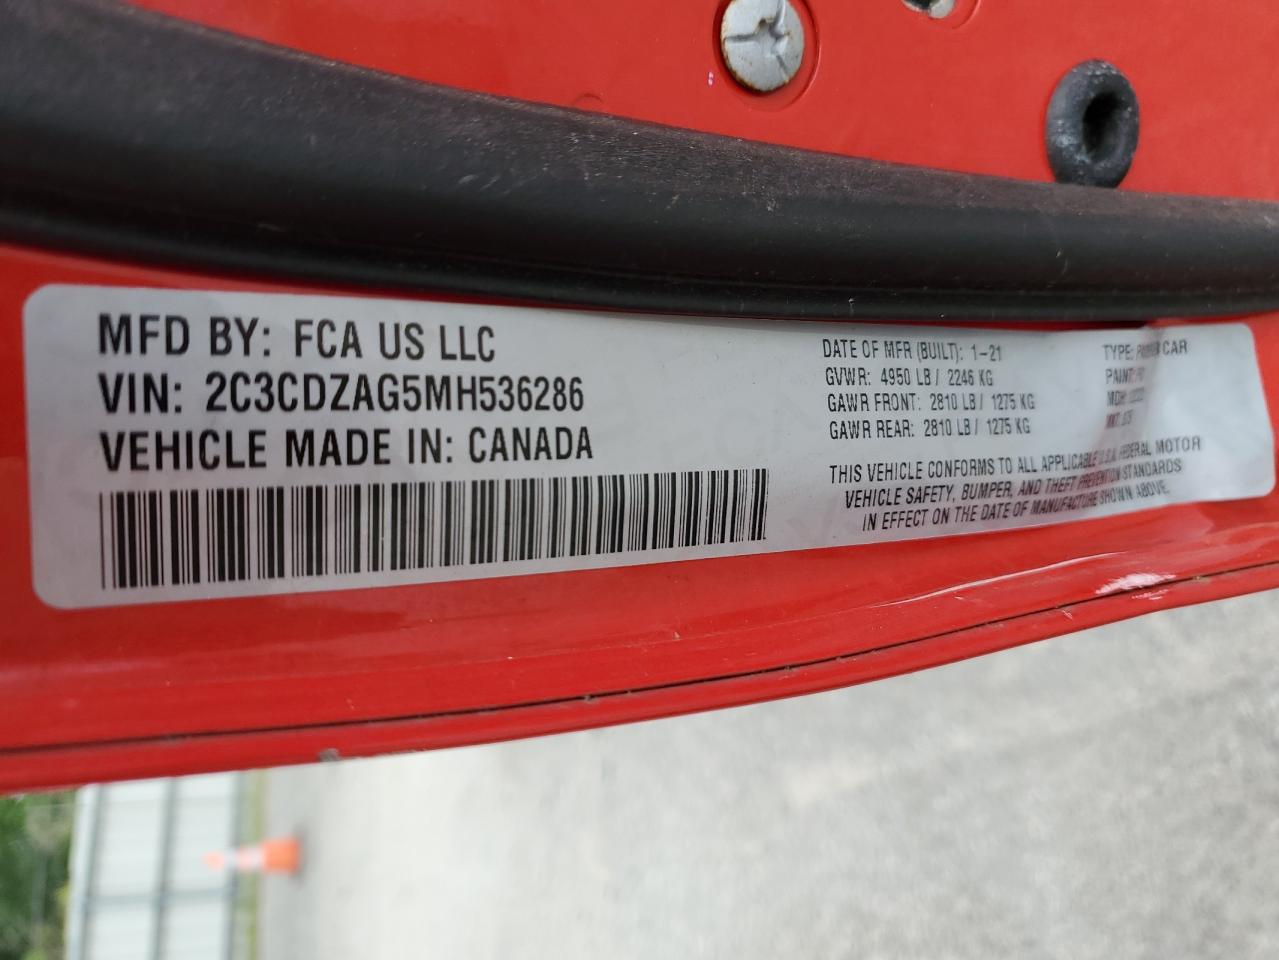 MFD BY: FCA US LLC
VIN: 2C3CDZAG5MH536286
VEHICLE MADE IN: CANADA
DATE OF MFR (BUILT): 1-21
GVWR: 4950 LB / 2246 KG
GAWR FRONT: 2810 LB / 1275 KG
GAWR REAR: 2810 LB / 1275 KG
TYPE: CAR
PAINT:
MDH:
THIS VEHICLE CONFORMS TO ALL APPLICABLE U.S.A. FEDERAL MOTOR
VEHICLE SAFETY, BUMPER, AND THEFT PREVENTION STANDARDS
IN EFFECT ON THE DATE OF MANUFACTURE SHOWN ABOVE.